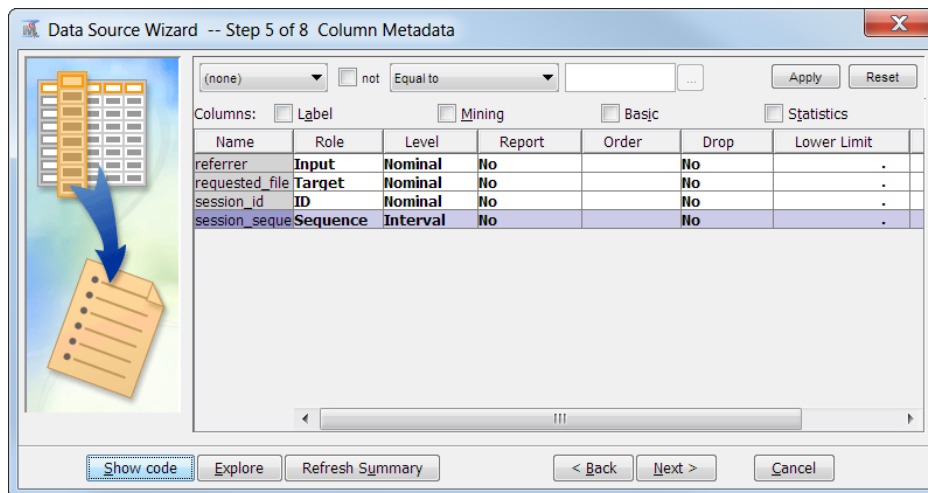 Data Source Wizard -- Step 5 of 8 Column Metadata
X
(none) not Equal to ... Apply Reset
Columns: Label Mining Basic Statistics
Name Role Level Report Order Drop Lower Limit
referrer Input Nominal No No .
requested_file Target Nominal No No .
session_id ID Nominal No No .
session_seque Sequence Interval No No .
Show code Explore Refresh Summary < Back Next > Cancel